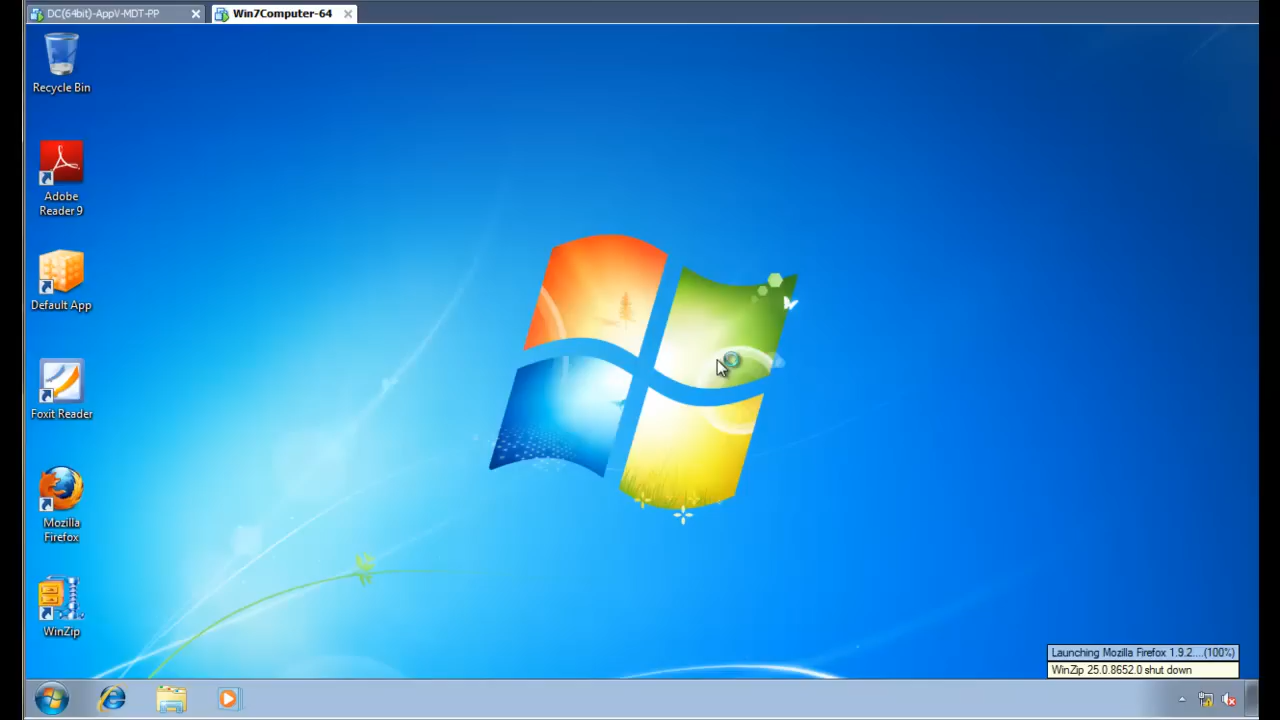 DC(64bit)-AppV-MDT-PP
Win7Computer-64
Recycle Bin
Adobe
Reader 9
Default App
Foxit Reader
Mozilla
Firefox
WinZip
Launching Mozilla Firefox 1.9.2....(100%)
WinZip 25.0.8652.0 shut down